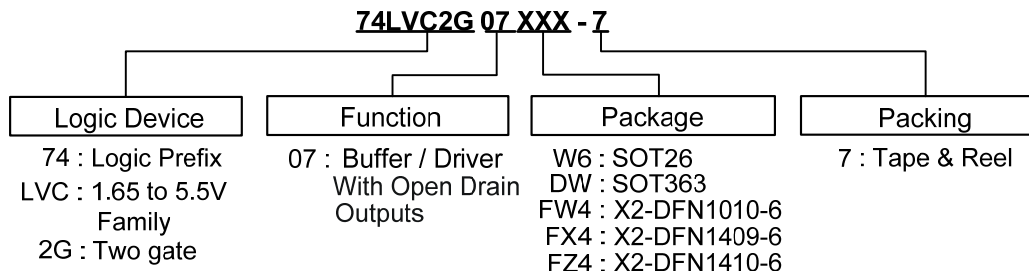 74LVC2G 07 XXX - 7
Logic Device
74 : Logic Prefix
LVC : 1.65 to 5.5V
Family
2G : Two gate
Function
07 : Buffer / Driver
With Open Drain
Outputs
Package
W6 : SOT26
DW : SOT363
FW4 : X2-DFN1010-6
FX4 : X2-DFN1409-6
FZ4 : X2-DFN1410-6
Packing
7 : Tape & Reel